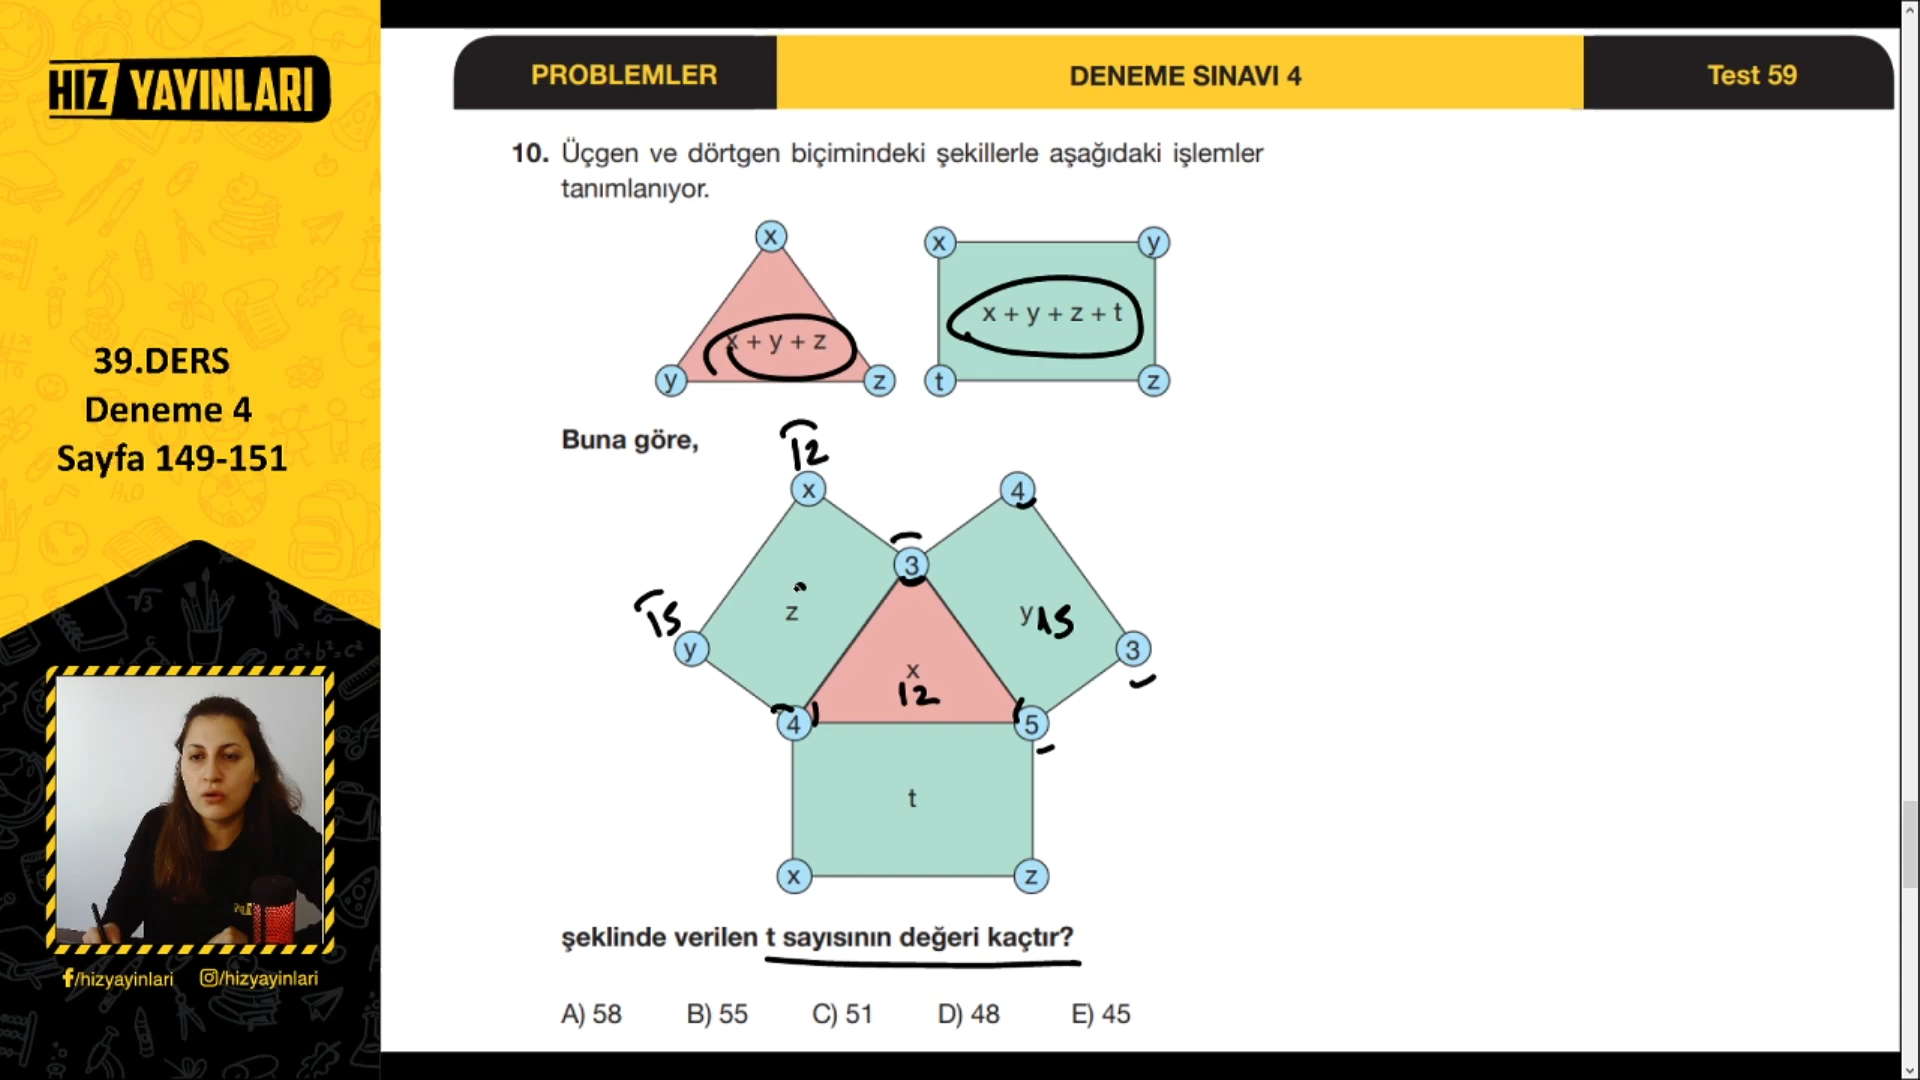 HIZ YAYINLARI
39.DERS
Deneme 4
Sayfa 149-151
/hizyayinlari /hizyayinlari
PROBLEMLER DENEME SINAVI 4 Test 59
10. Üçgen ve dörtgen biçimindeki şekillerle aşağıdaki işlemler
tanımlanıyor.
x
x + y + z
y z
x y
x + y + z + t
t z
Buna göre,
12
x 4
3
15
z y 15
y 3
x
12
4 5
t
x z
şeklinde verilen t sayısının değeri kaçtır?
A) 58 B) 55 C) 51 D) 48 E) 45